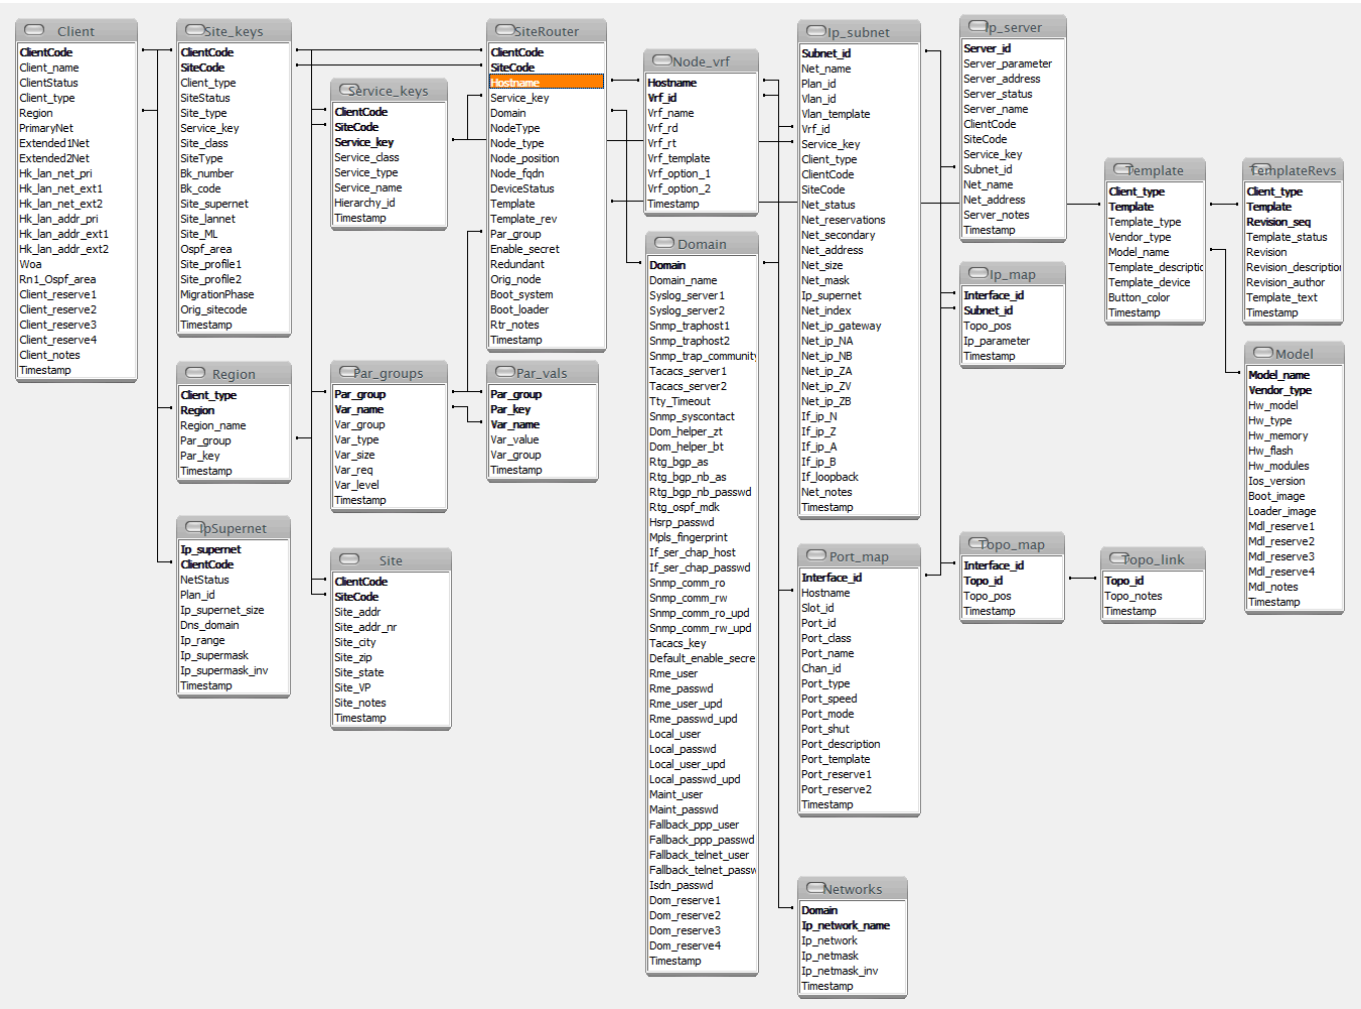 Client
ClientCode
Client_name
ClientStatus
Client_type
Region
PrimaryNet
Extended1Net
Extended2Net
Hk_lan_net_pri
Hk_lan_net_ext1
Hk_lan_net_ext2
Hk_lan_addr_pri
Hk_lan_addr_ext1
Hk_lan_addr_ext2
Woa
Rn1_Ospf_area
Client_reserve1
Client_reserve2
Client_reserve3
Client_reserve4
Client_notes
Timestamp
Site_keys
ClientCode
SiteCode
Client_type
SiteStatus
Site_type
Service_key
Site_class
SiteType
Bk_number
Bk_code
Site_supernet
Site_lannet
Site_ML
Ospf_area
Site_profile1
Site_profile2
MigrationPhase
Orig_sitecode
Timestamp
Region
Client_type
Region
Region_name
Par_group
Par_key
Timestamp
IpSupernet
Ip_supernet
ClientCode
NetStatus
Plan_id
Ip_supernet_size
Dns_domain
Ip_range
Ip_supermask
Ip_supermask_inv
Timestamp
Service_keys
ClientCode
SiteCode
Service_key
Service_class
Service_type
Service_name
Hierarchy_id
Timestamp
Par_groups
Par_group
Var_name
Var_group
Var_type
Var_size
Var_req
Var_level
Timestamp
Site
ClientCode
SiteCode
Site_addr
Site_addr_nr
Site_city
Site_zip
Site_state
Site_VP
Site_notes
Timestamp
SiteRouter
ClientCode
SiteCode
Hostname
Service_key
Domain
NodeType
Node_type
Node_position
Node_fqdn
DeviceStatus
Template
Template_rev
Par_group
Enable_secret
Redundant
Orig_node
Boot_system
Boot_loader
Rtr_notes
Timestamp
Par_vals
Par_group
Par_key
Var_name
Var_value
Var_group
Timestamp
Node_vrf
Hostname
Vrf_id
Vrf_name
Vrf_rd
Vrf_rt
Vrf_template
Vrf_option_1
Vrf_option_2
Timestamp
Domain
Domain
Domain_name
Syslog_server1
Syslog_server2
Snmp_traphost1
Snmp_traphost2
Snmp_trap_community
Tacacs_server1
Tacacs_server2
Tty_Timeout
Snmp_syscontact
Dom_helper_zt
Dom_helper_bt
Rtg_bgp_as
Rtg_bgp_nb_as
Rtg_bgp_nb_passwd
Rtg_ospf_mdk
Hsrp_passwd
Mpls_fingerprint
If_ser_chap_host
If_ser_chap_passwd
Snmp_comm_ro
Snmp_comm_rw
Snmp_comm_ro_upd
Snmp_comm_rw_upd
Tacacs_key
Default_enable_secre
Rme_user
Rme_passwd
Rme_user_upd
Rme_passwd_upd
Local_user
Local_passwd
Local_user_upd
Local_passwd_upd
Maint_user
Maint_passwd
Fallback_ppp_user
Fallback_ppp_passwd
Fallback_telnet_user
Fallback_telnet_passw
Isdn_passwd
Dom_reserve1
Dom_reserve2
Dom_reserve3
Dom_reserve4
Timestamp
Ip_subnet
Subnet_id
Net_name
Plan_id
Vlan_id
Vlan_template
Vrf_id
Service_key
Client_type
ClientCode
SiteCode
Net_status
Net_reservations
Net_secondary
Net_address
Net_size
Net_mask
Ip_supernet
Net_index
Net_ip_gateway
Net_ip_NA
Net_ip_NB
Net_ip_ZA
Net_ip_ZV
Net_ip_ZB
If_ip_N
If_ip_Z
If_ip_A
If_ip_B
If_loopback
Net_notes
Timestamp
Port_map
Interface_id
Hostname
Slot_id
Port_id
Port_class
Port_name
Chan_id
Port_type
Port_speed
Port_mode
Port_shut
Port_description
Port_template
Port_reserve1
Port_reserve2
Timestamp
Networks
Domain
Ip_network_name
Ip_network
Ip_netmask
Ip_netmask_inv
Timestamp
Ip_server
Server_id
Server_parameter
Server_address
Server_status
Server_name
ClientCode
SiteCode
Service_key
Subnet_id
Net_name
Net_address
Server_notes
Timestamp
Ip_map
Interface_id
Subnet_id
Topo_pos
Ip_parameter
Timestamp
Topo_map
Interface_id
Topo_id
Topo_pos
Timestamp
Template
Client_type
Template
Template_type
Vendor_type
Model_name
Template_descriptic
Template_device
Button_color
Timestamp
Topo_link
Topo_id
Topo_notes
Timestamp
TemplateRevs
Client_type
Template
Revision_seq
Template_status
Revision
Revision_description
Revision_author
Template_text
Timestamp
Model
Model_name
Vendor_type
Hw_model
Hw_type
Hw_memory
Hw_flash
Hw_modules
Ios_version
Boot_image
Loader_image
Mdl_reserve1
Mdl_reserve2
Mdl_reserve3
Mdl_reserve4
Mdl_notes
Timestamp